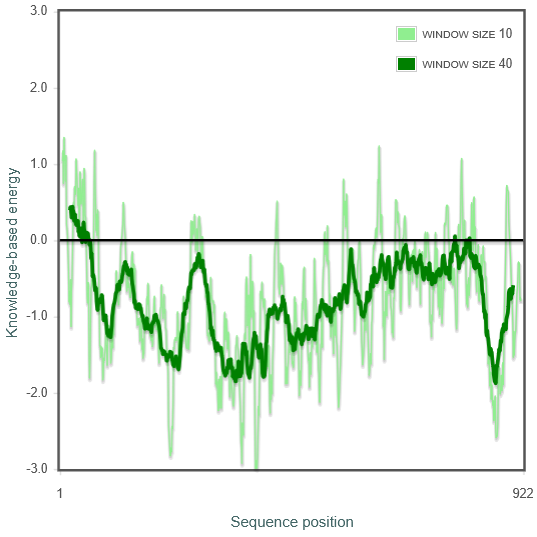 3.0
WINDOW SIZE 10
WINDOW SIZE 40
2.0
1.0
0.0
-1.0
-2.0
-3.0
Knowledge-based energy
1
922
Sequence position